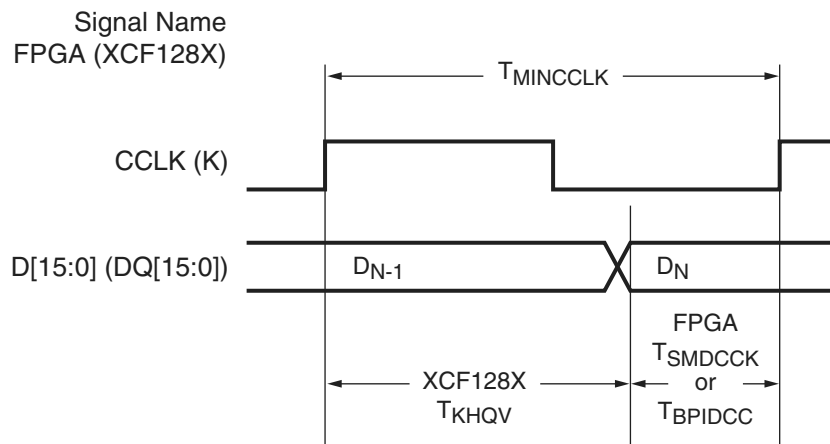 Signal Name
FPGA (XCF128X)
TMINCCLK
CCLK (K)
D[15:0] (DQ[15:0])
DN-1
DN
FPGA
TSMDCCK
or
TBPIDCC
XCF128X
TKHQV